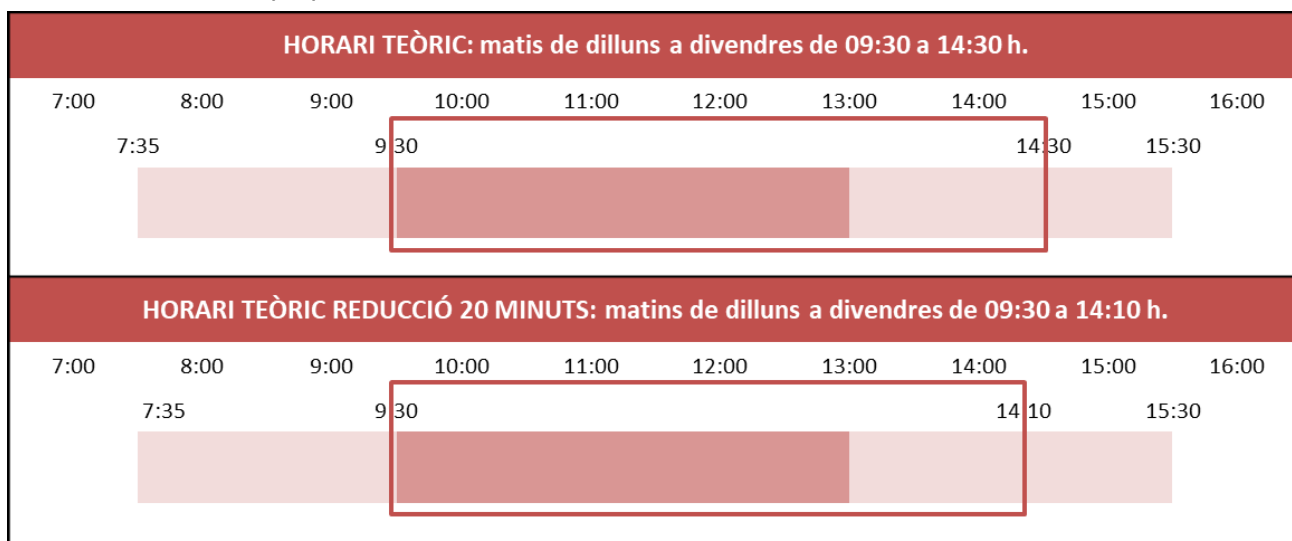 HORARI TEÒRIC: matis de dilluns a divendres de 09:30 a 14:30 h.
7:00 8:00 9:00 10:00 11:00 12:00 13:00 14:00 15:00 16:00
7:35 9:30 14:30 15:30
HORARI TEÒRIC REDUCCIÓ 20 MINUTS: matins de dilluns a divendres de 09:30 a 14:10 h.
7:00 8:00 9:00 10:00 11:00 12:00 13:00 14:00 15:00 16:00
7:35 9:30 14:10 15:30